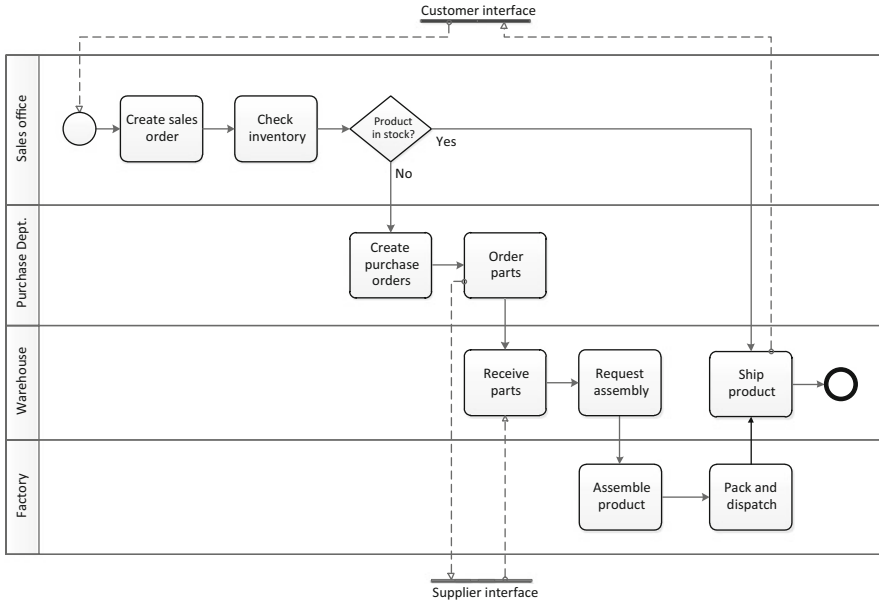 Customer interface
Sales office
Create sales
order
Check
inventory
Product
in stock?
Yes
No
Purchase Dept.
Create
purchase
orders
Order
parts
Warehouse
Receive
parts
Request
assembly
Ship
product
Factory
Assemble
product
Pack and
dispatch
Supplier interface